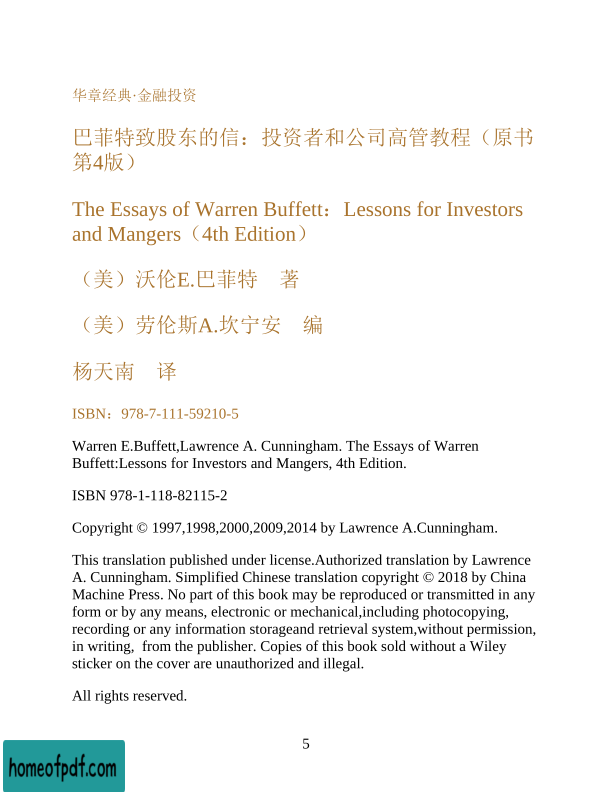 华章经典·金融投资
巴菲特致股东的信：投资者和公司高管教程（原书
第4版）
The Essays of Warren Buffett：Lessons for Investors
and Mangers（4th Edition）
（美）沃伦E.巴菲特　著
（美）劳伦斯A.坎宁安　编
杨天南　译
ISBN：978-7-111-59210-5
Warren E.Buffett,Lawrence A. Cunningham. The Essays of Warren
Buffett:Lessons for Investors and Mangers, 4th Edition.
ISBN 978-1-118-82115-2
Copyright © 1997,1998,2000,2009,2014 by Lawrence A.Cunningham.
This translation published under license.Authorized translation by Lawrence
A. Cunningham. Simplified Chinese translation copyright © 2018 by China
Machine Press. No part of this book may be reproduced or transmitted in any
form or by any means, electronic or mechanical,including photocopying,
recording or any information storageand retrieval system,without permission,
in writing, from the publisher. Copies of this book sold without a Wiley
sticker on the cover are unauthorized and illegal.
All rights reserved.
5
homeofpdf.com